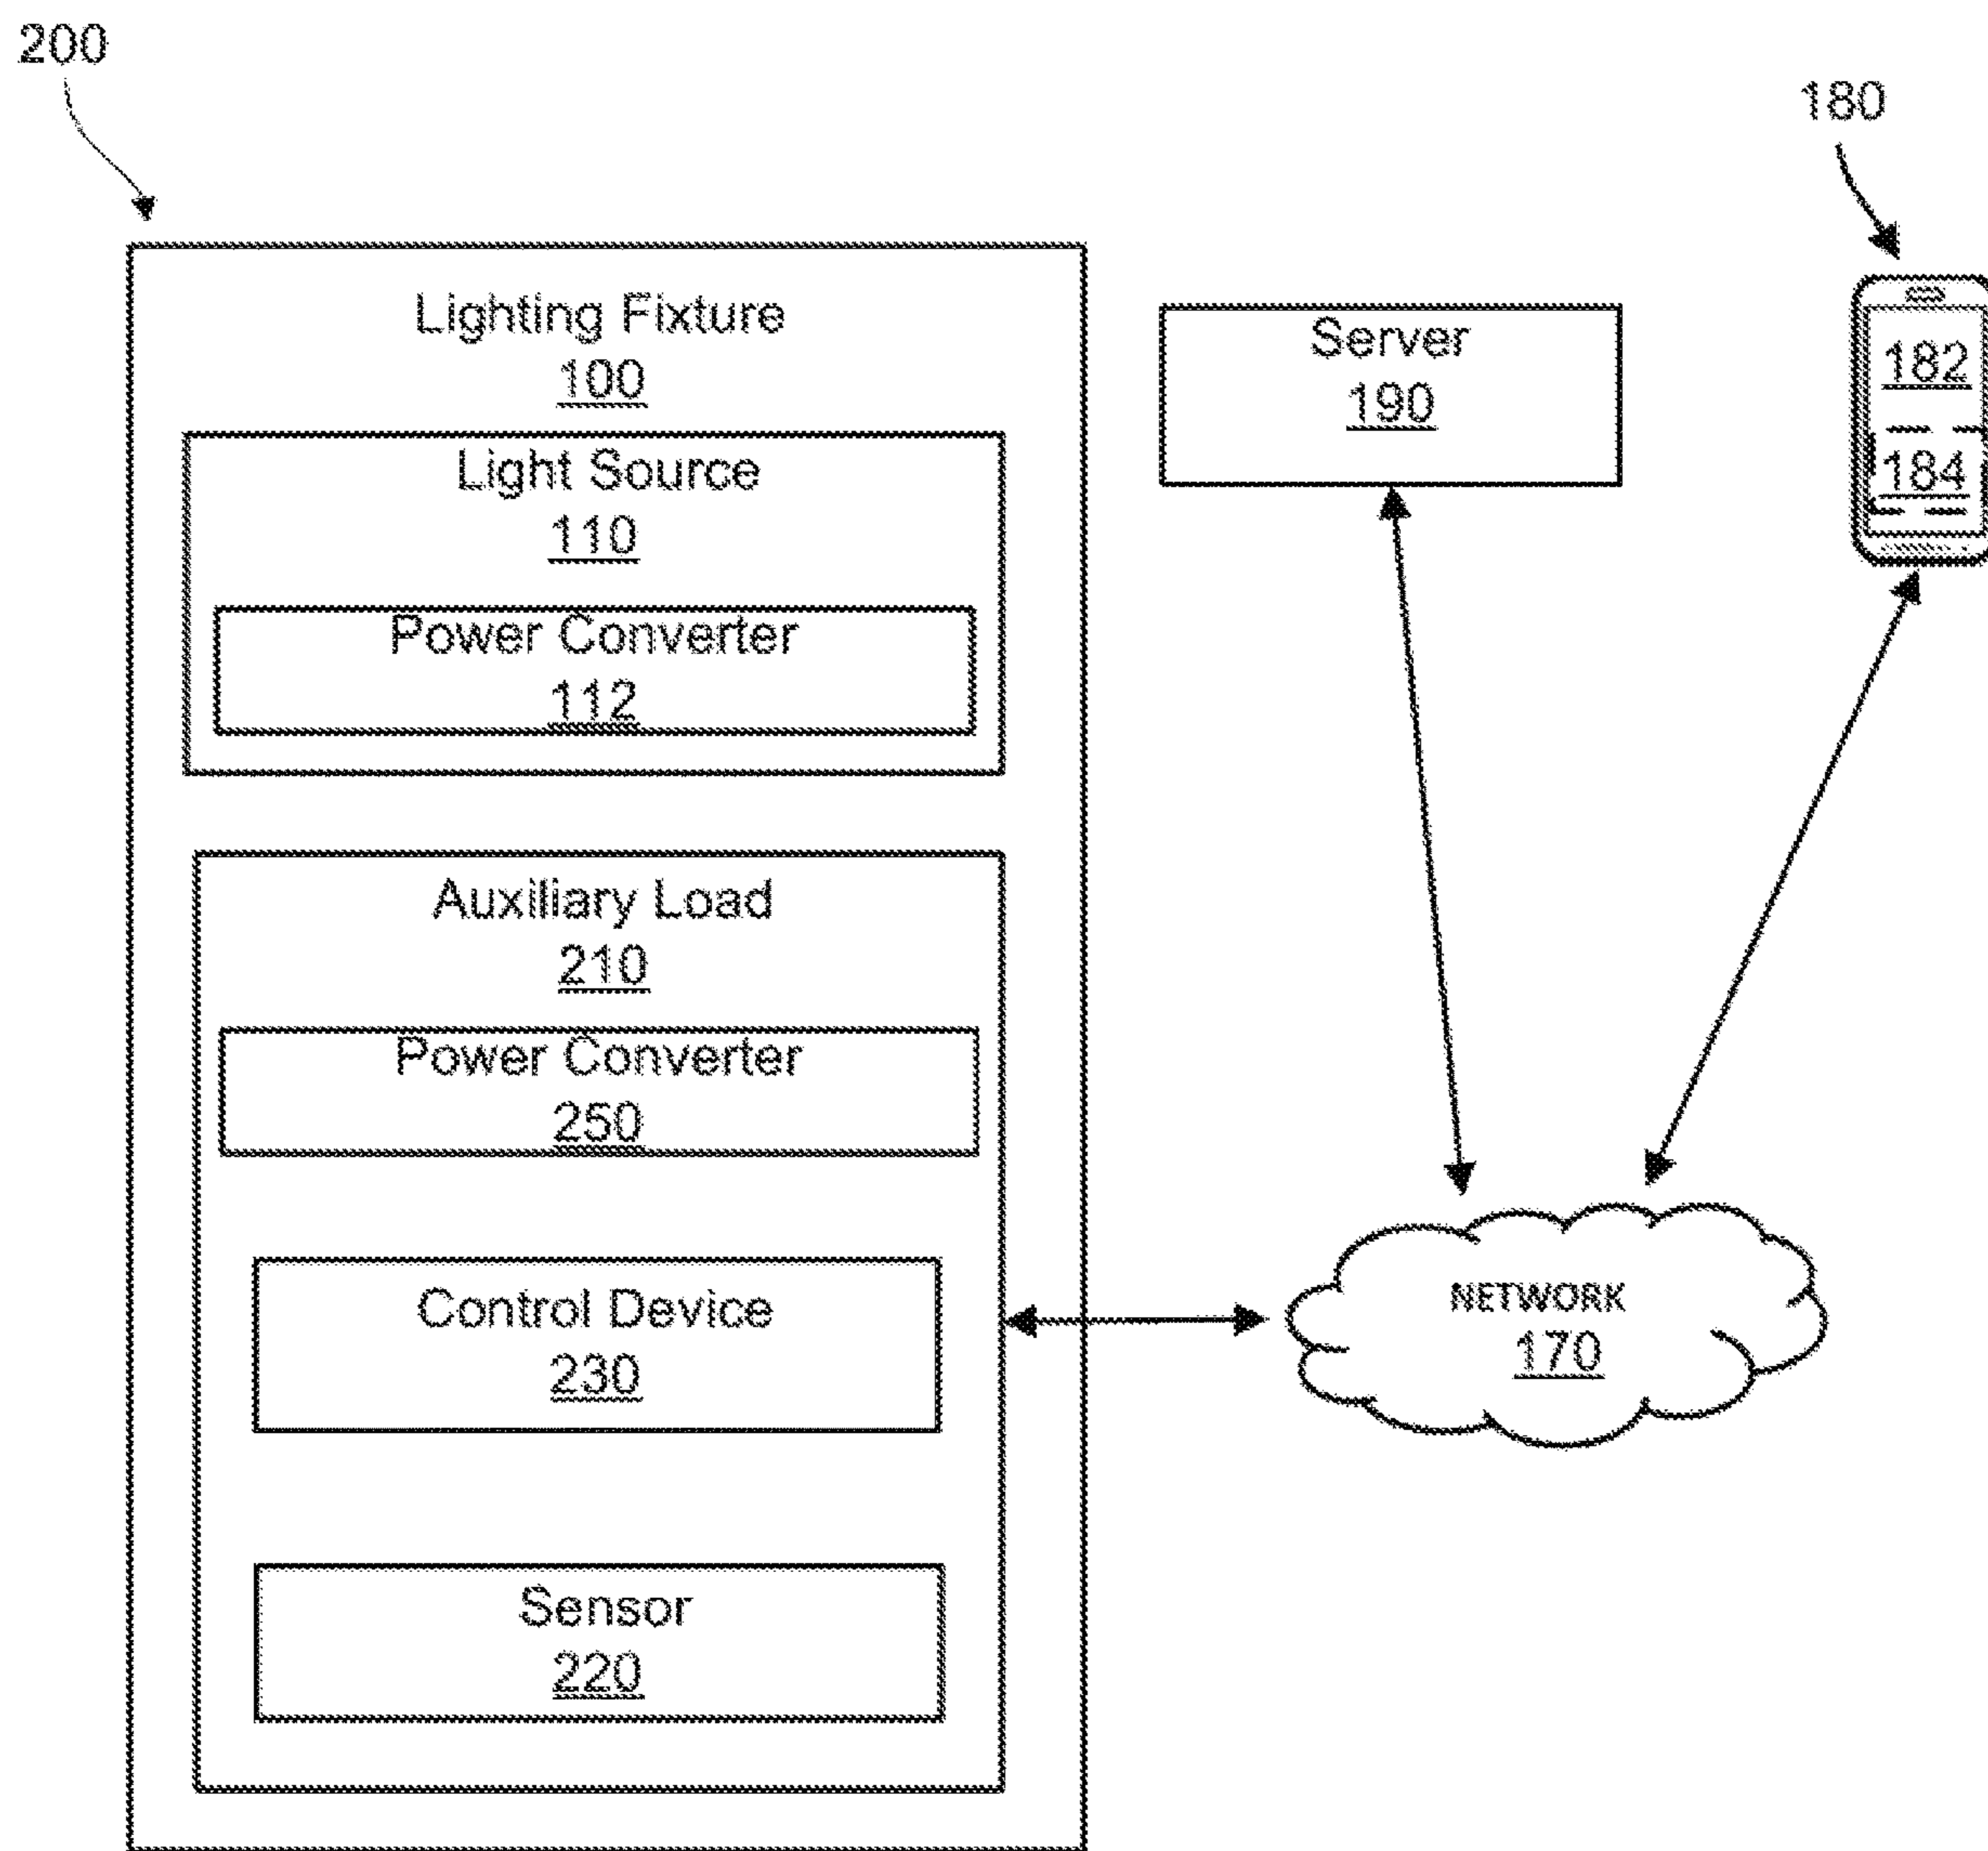 200
180
Lighting Fixture
100
Light Source
110
Power Converter
112
Auxiliary Load
210
Power Converter
250
Control Device
230
Sensor
220
Server
190
182
184
NETWORK
170